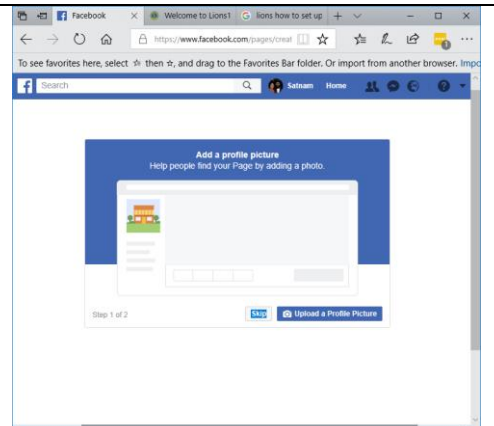 Facebook
Welcome to Lions1
lions how to set up
https://www.facebook.com/pages/creat
To see favorites here, select then, and drag to the Favorites Bar folder. Or import from another browser. Impo
Search
Satnam Home
Add a profile picture
Help people find your Page by adding a photo.
Step 1 of 2
Skip
Upload a Profile Picture